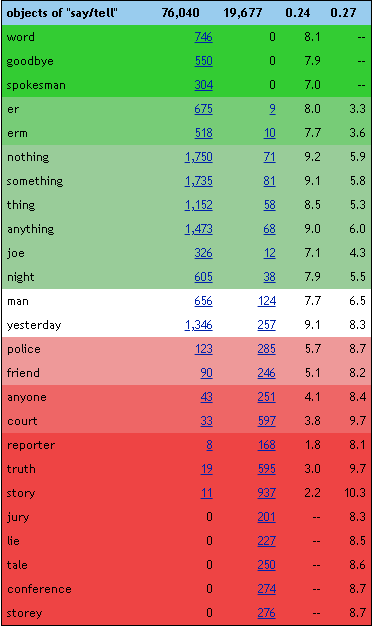 objects of "say/tell" 76,040 19,677 0.24 0.27
word 746 0 8.1 --
goodbye 550 0 7.9 --
spokesman 304 0 7.0 --
er 675 9 8.0 3.3
erm 518 10 7.7 3.6
nothing 1,750 71 9.2 5.9
something 1,735 81 9.1 5.8
thing 1,152 58 8.5 5.3
anything 1,473 68 9.0 6.0
joe 326 12 7.1 4.3
night 605 38 7.9 5.5
man 656 124 7.7 6.5
yesterday 1,346 257 9.1 8.3
police 123 285 5.7 8.7
friend 90 246 5.1 8.2
anyone 43 251 4.1 8.4
court 33 597 3.8 9.7
reporter 8 168 1.8 8.1
truth 19 595 3.0 9.7
story 11 937 2.2 10.3
jury 0 201 -- 8.3
lie 0 227 -- 8.5
tale 0 250 -- 8.6
conference 0 274 -- 8.7
storey 0 276 -- 8.7